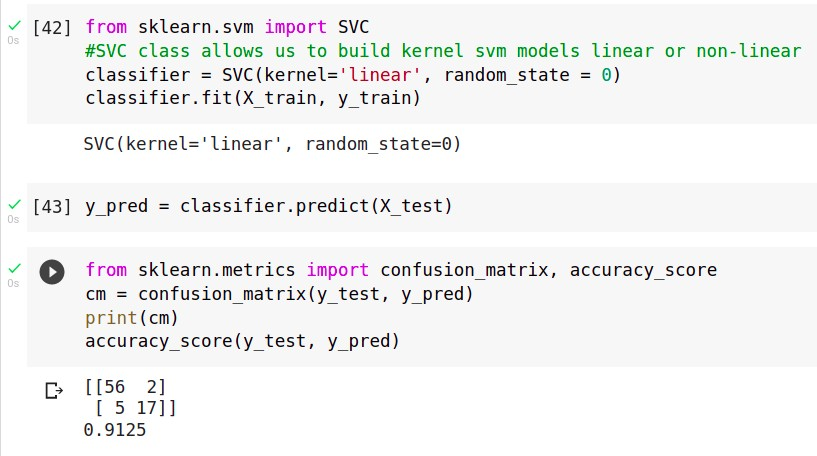 [42] from sklearn.svm import SVC
#SVC class allows us to build kernel svm models linear or non-linear
0s
classifier = SVC(kernel='linear', random_state = 0)
classifier.fit(X_train, y_train)
SVC(kernel='linear', random_state=0)
[43] y_pred = classifier.predict(X_test)
0s
from sklearn.metrics import confusion_matrix, accuracy_score
0s
cm = confusion_matrix(y_test, y_pred)
print(cm)
accuracy_score(y_test, y_pred)
[[56  2]
 [ 5 17]]
0.9125